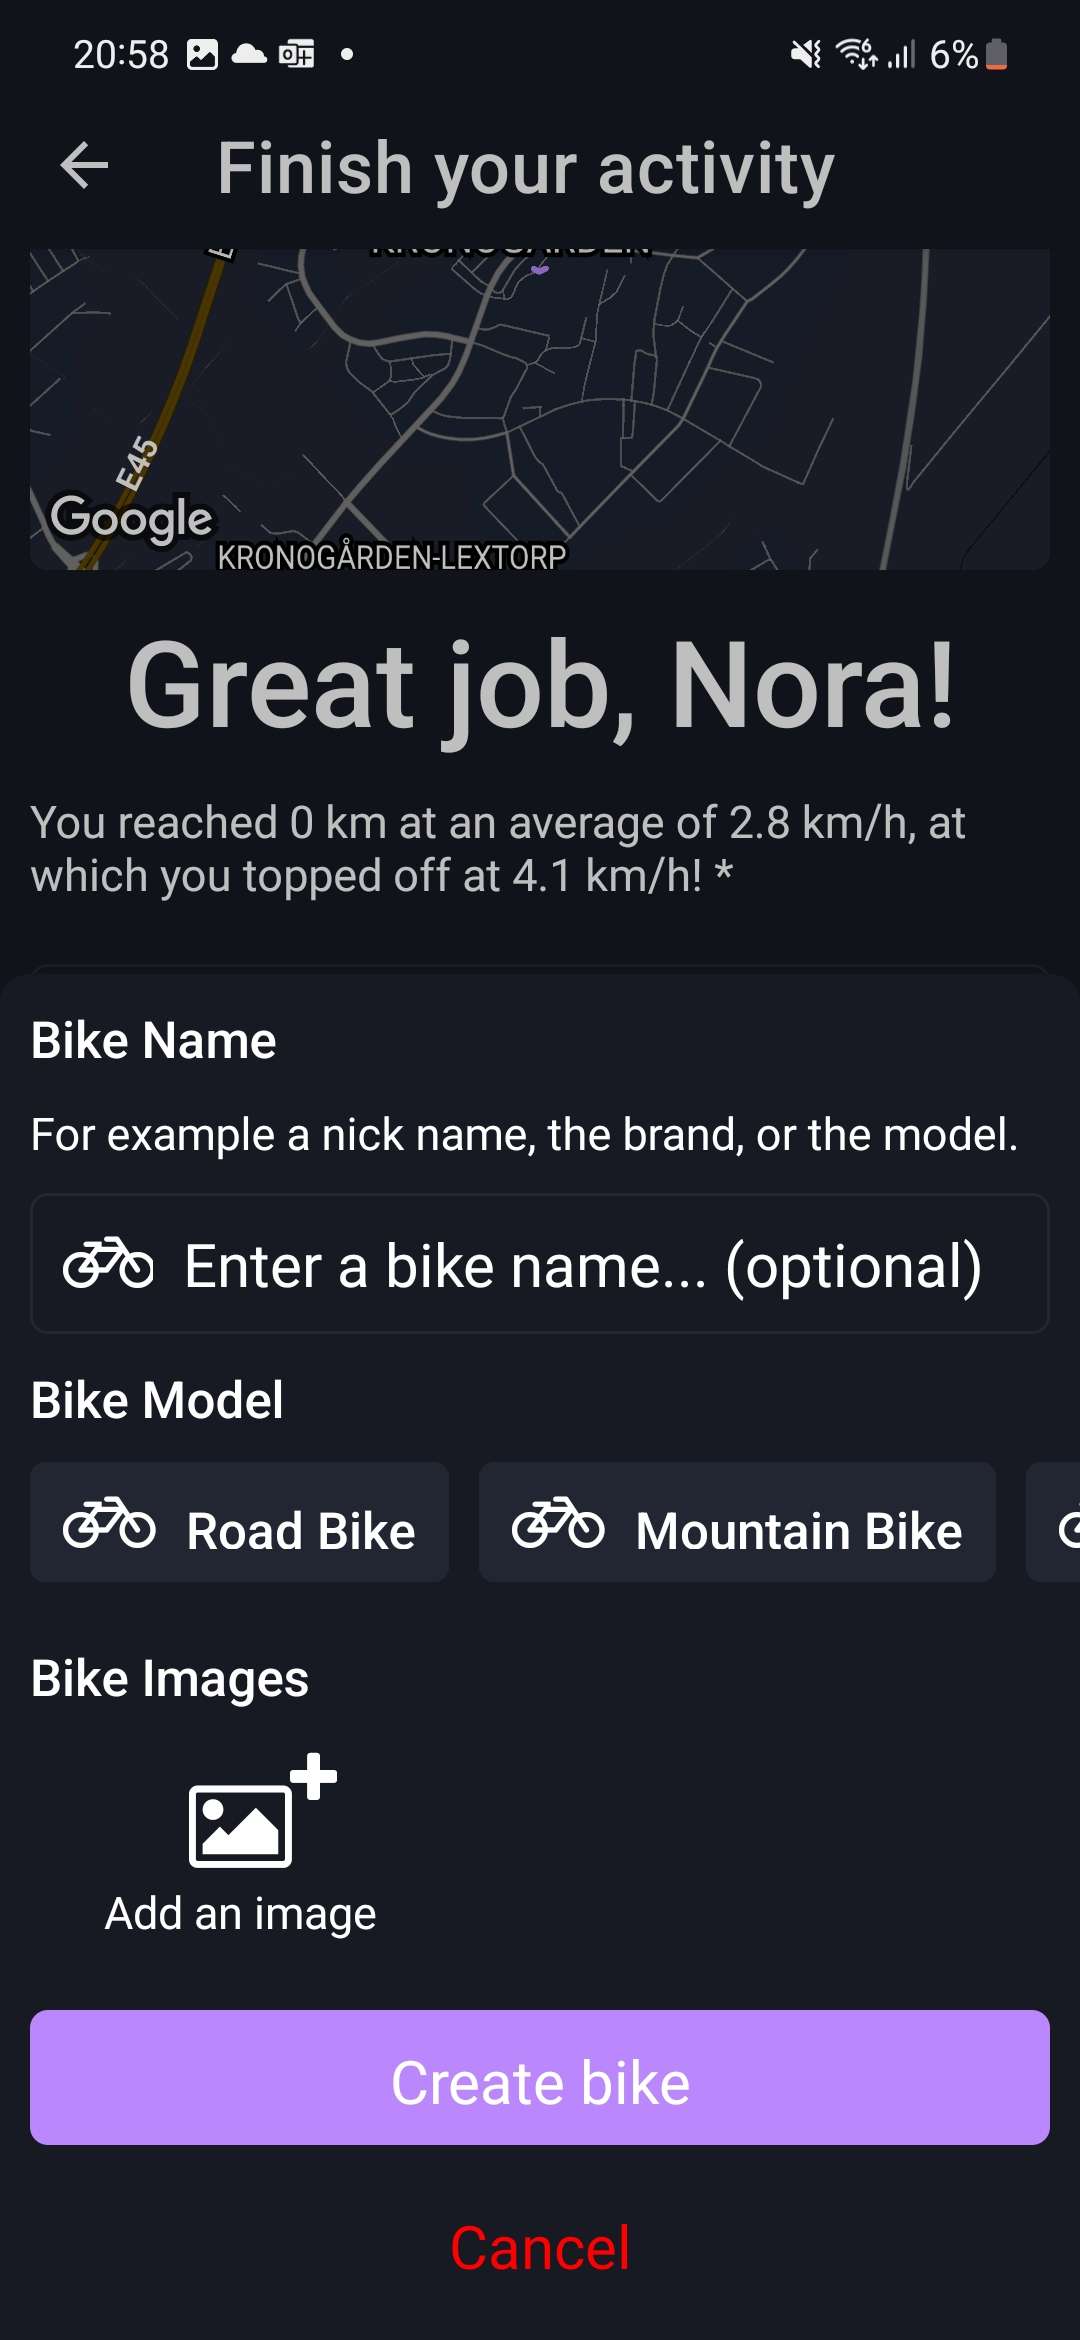 20:58
6%
Finish your activity
E45
Google
KRONOGÅRDEN-LEXTORP
Great job, Nora!
You reached 0 km at an average of 2.8 km/h, at
which you topped off at 4.1 km/h! *
Bike Name
For example a nick name, the brand, or the model.
Enter a bike name... (optional)
Bike Model
Road Bike
Mountain Bike
Bike Images
Add an image
Create bike
Cancel